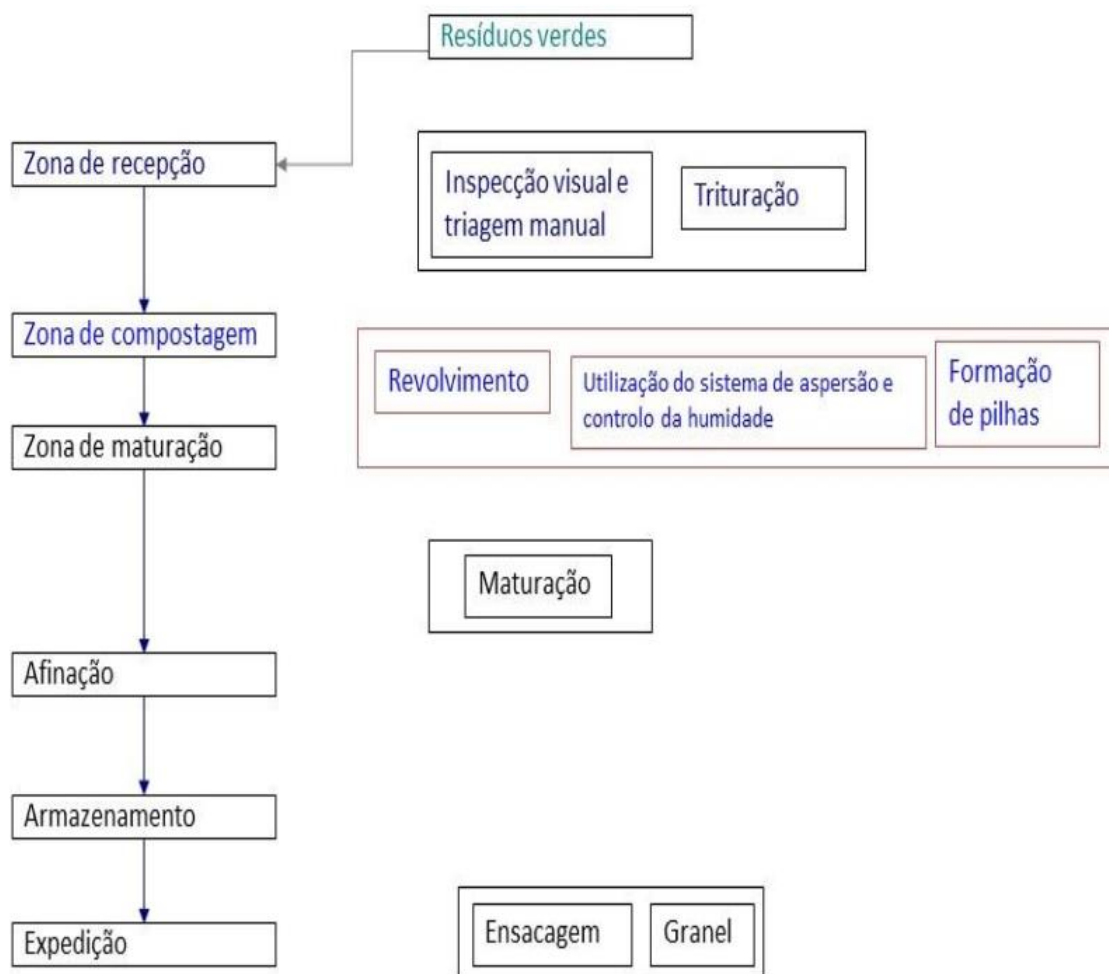 Resíduos verdes
Zona de recepção
Inspecção visual e
triagem manual
Trituração
Zona de compostagem
Revolvimento
Utilização do sistema de aspersão e
controlo da humidade
Formação
de pilhas
Zona de maturação
Maturação
Afinação
Armazenamento
Expedição
Ensacagem
Granel